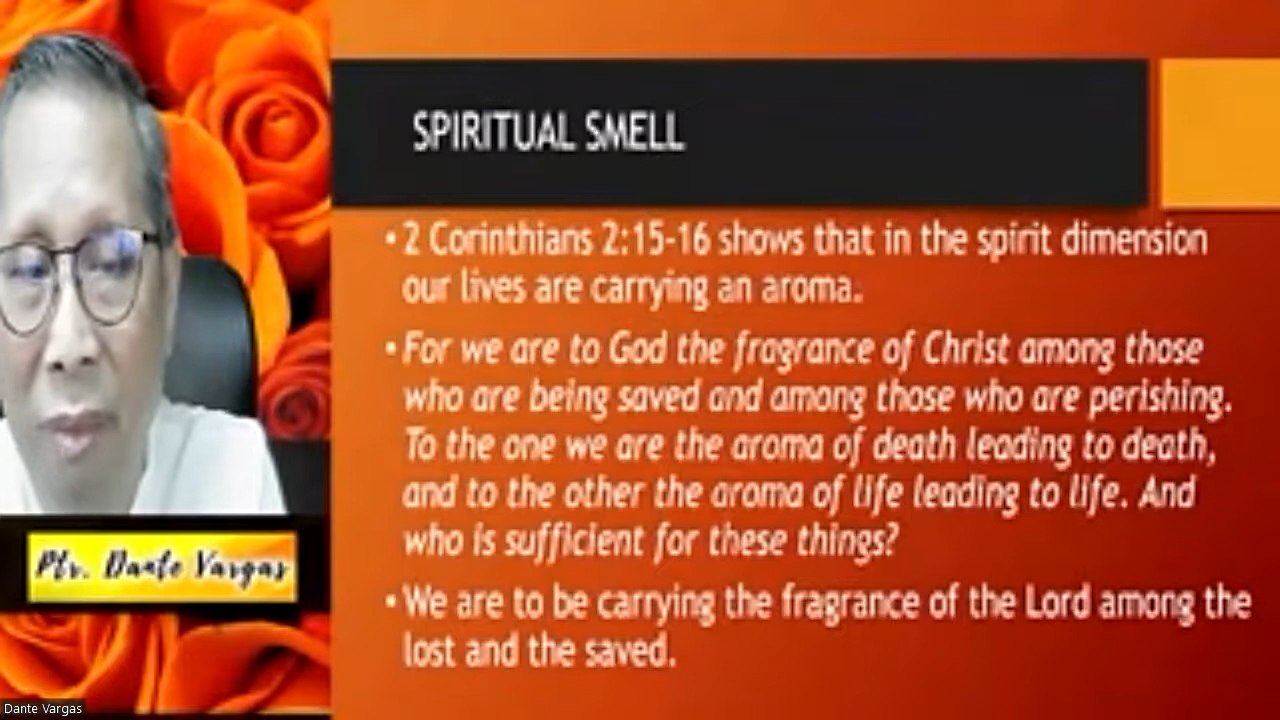 SPIRITUAL SMELL
•2 Corinthians 2:15-16 shows that in the spirit dimension
our lives are carrying an aroma.
•For we are to God the fragrance of Christ among those
who are being saved and among those who are perishing.
To the one we are the aroma of death leading to death,
and to the other the aroma of life leading to life. And
who is sufficient for these things?
•We are to be carrying the fragrance of the Lord among the
lost and the saved.
Ptr. Dante Vargas
Dante Vargas